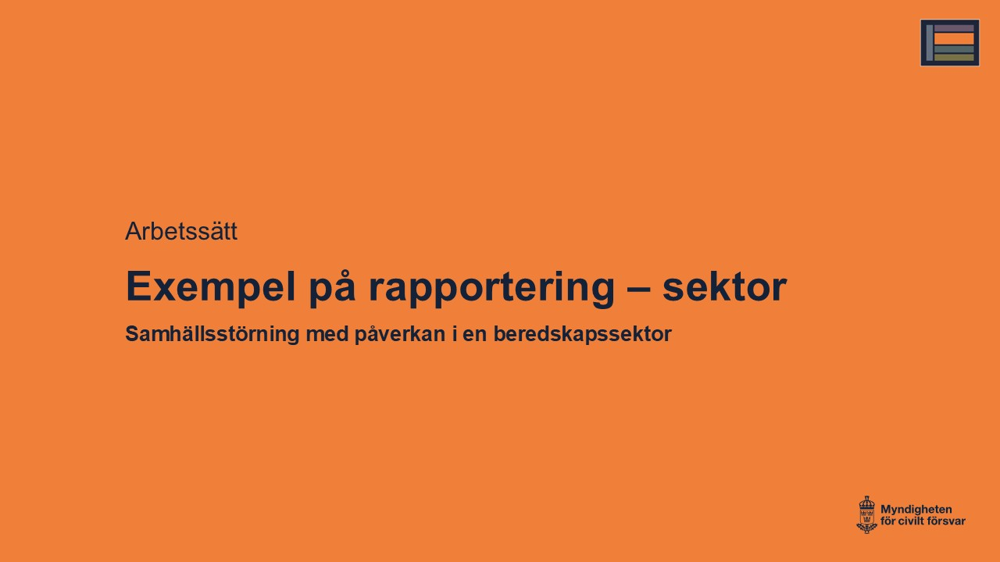 Arbetssätt
Exempel på rapportering – sektor
Samhällsstörning med påverkan i en beredskapssektor
Myndigheten
för civilt försvar